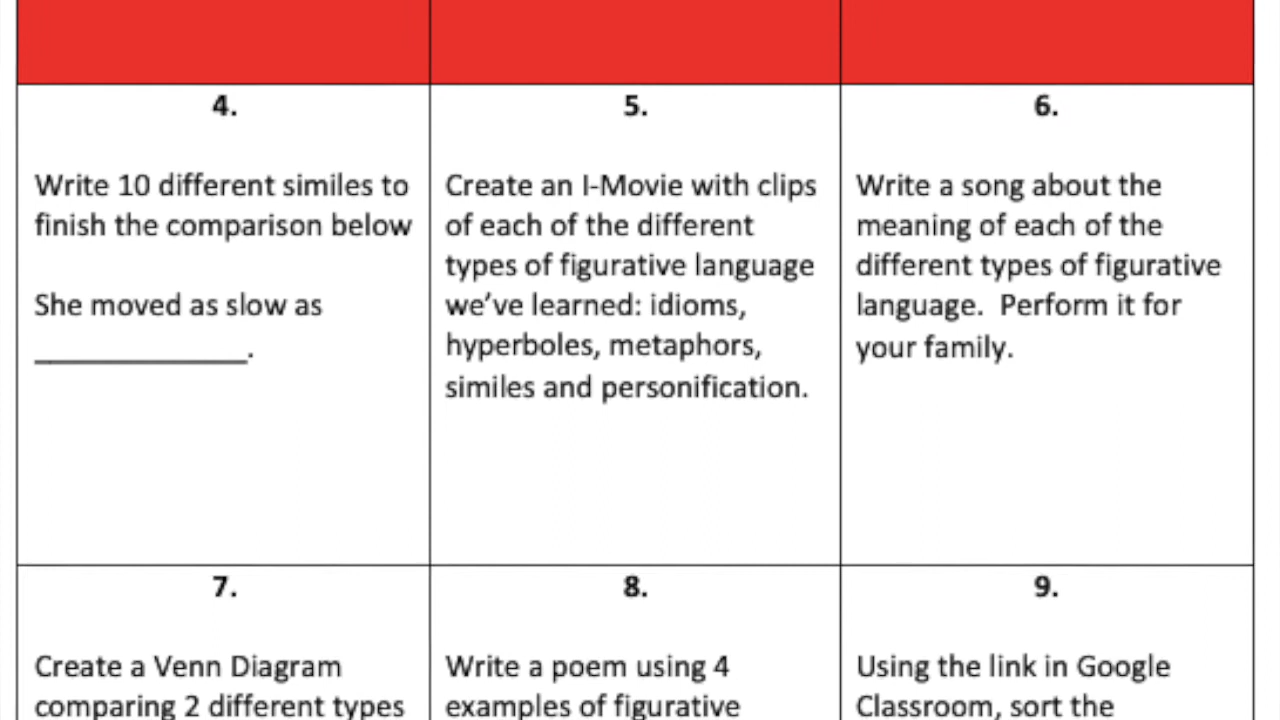 4.
Write 10 different similes to
finish the comparison below
She moved as slow as
______________.
5.
Create an I-Movie with clips
of each of the different
types of figurative language
we've learned: idioms,
hyperboles, metaphors,
similes and personification.
6.
Write a song about the
meaning of each of the
different types of figurative
language.  Perform it for
your family.
7.
Create a Venn Diagram
comparing 2 different types
8.
Write a poem using 4
examples of figurative
9.
Using the link in Google
Classroom, sort the